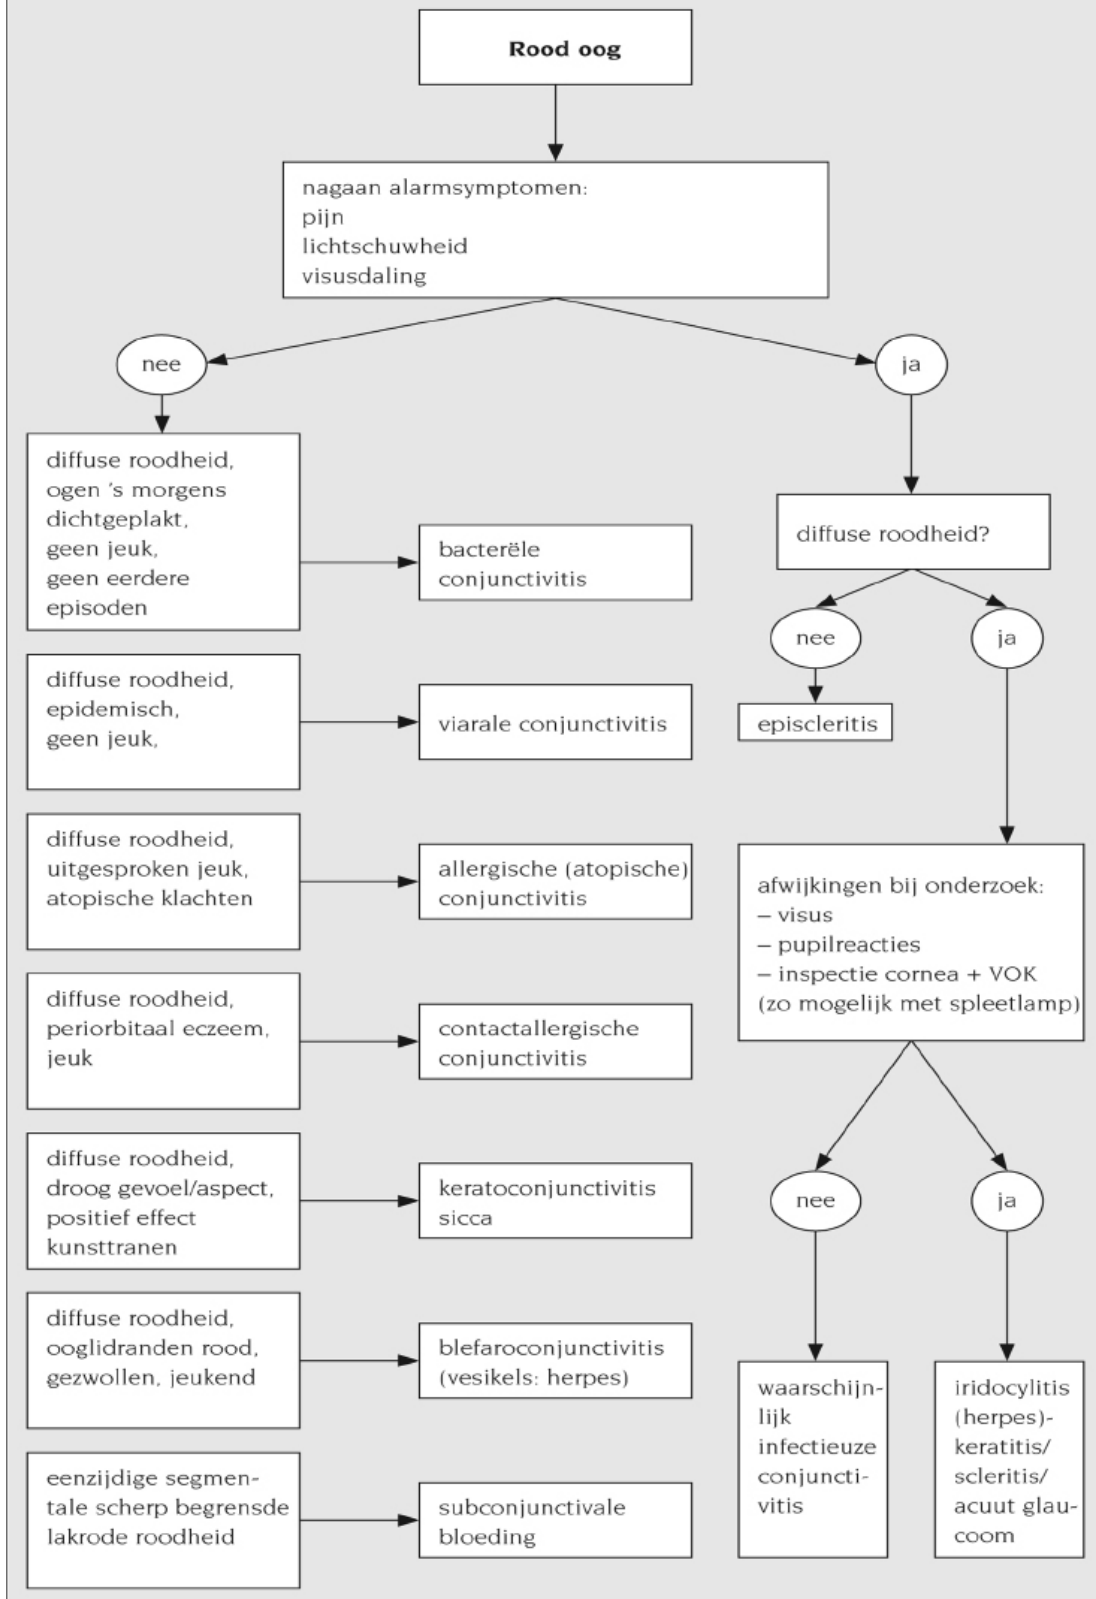 Rood oog
nagaan alarmsymptomen:
pijn
lichtschuwheid
visusdaling
nee
ja
diffuse roodheid,
ogen 's morgens
dichtgeplakt,
geen jeuk,
geen eerdere
episoden
bacterële
conjunctivitis
diffuse roodheid,
epidemisch,
geen jeuk,
viarale conjunctivitis
diffuse roodheid,
uitgesproken jeuk,
atopische klachten
allergische (atopische)
conjunctivitis
diffuse roodheid,
periorbitaal eczeem,
jeuk
contactallergische
conjunctivitis
diffuse roodheid,
droog gevoel/aspect,
positief effect
kunsttranen
keratoconjunctivitis
sicca
diffuse roodheid,
ooglidranden rood,
gezwollen, jeukend
blefaroconjunctivitis
(vesikels: herpes)
eenzijdige segmen-
tale scherp begrensde
lakrode roodheid
subconjunctivale
bloeding
diffuse roodheid?
nee
ja
episcleritis
afwijkingen bij onderzoek:
– visus
– pupilreacties
– inspectie cornea + VOK
(zo mogelijk met spleetlamp)
nee
ja
waarschijn-
lijk
infectieuze
conjuncti-
vitis
iridocylitis
(herpes)-
keratitis/
scleritis/
acuut glau-
coom